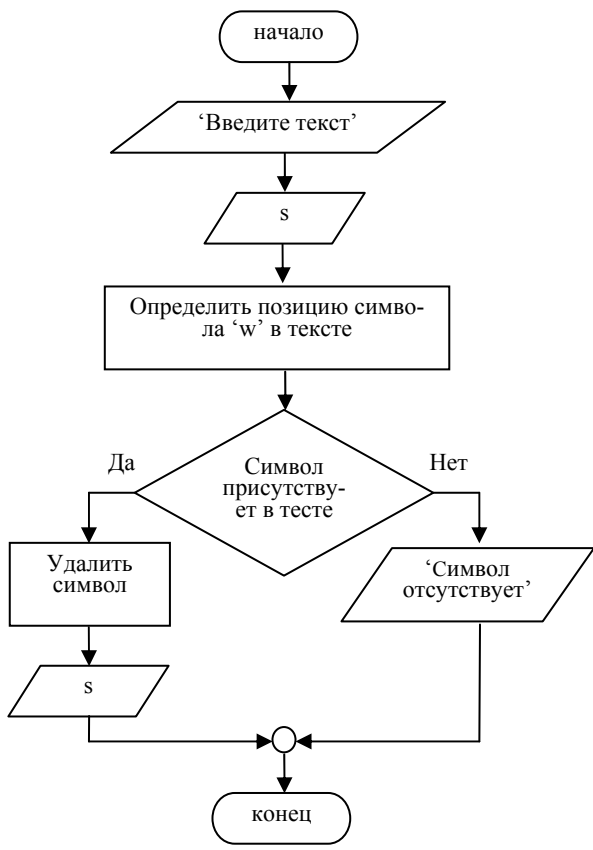 начало
‘Введите текст’
s
Определить позицию симво-
ла ‘w’ в тексте
Да
Нет
Символ
присутству-
ет в тесте
Удалить
символ
‘Символ
отсутствует’
s
конец